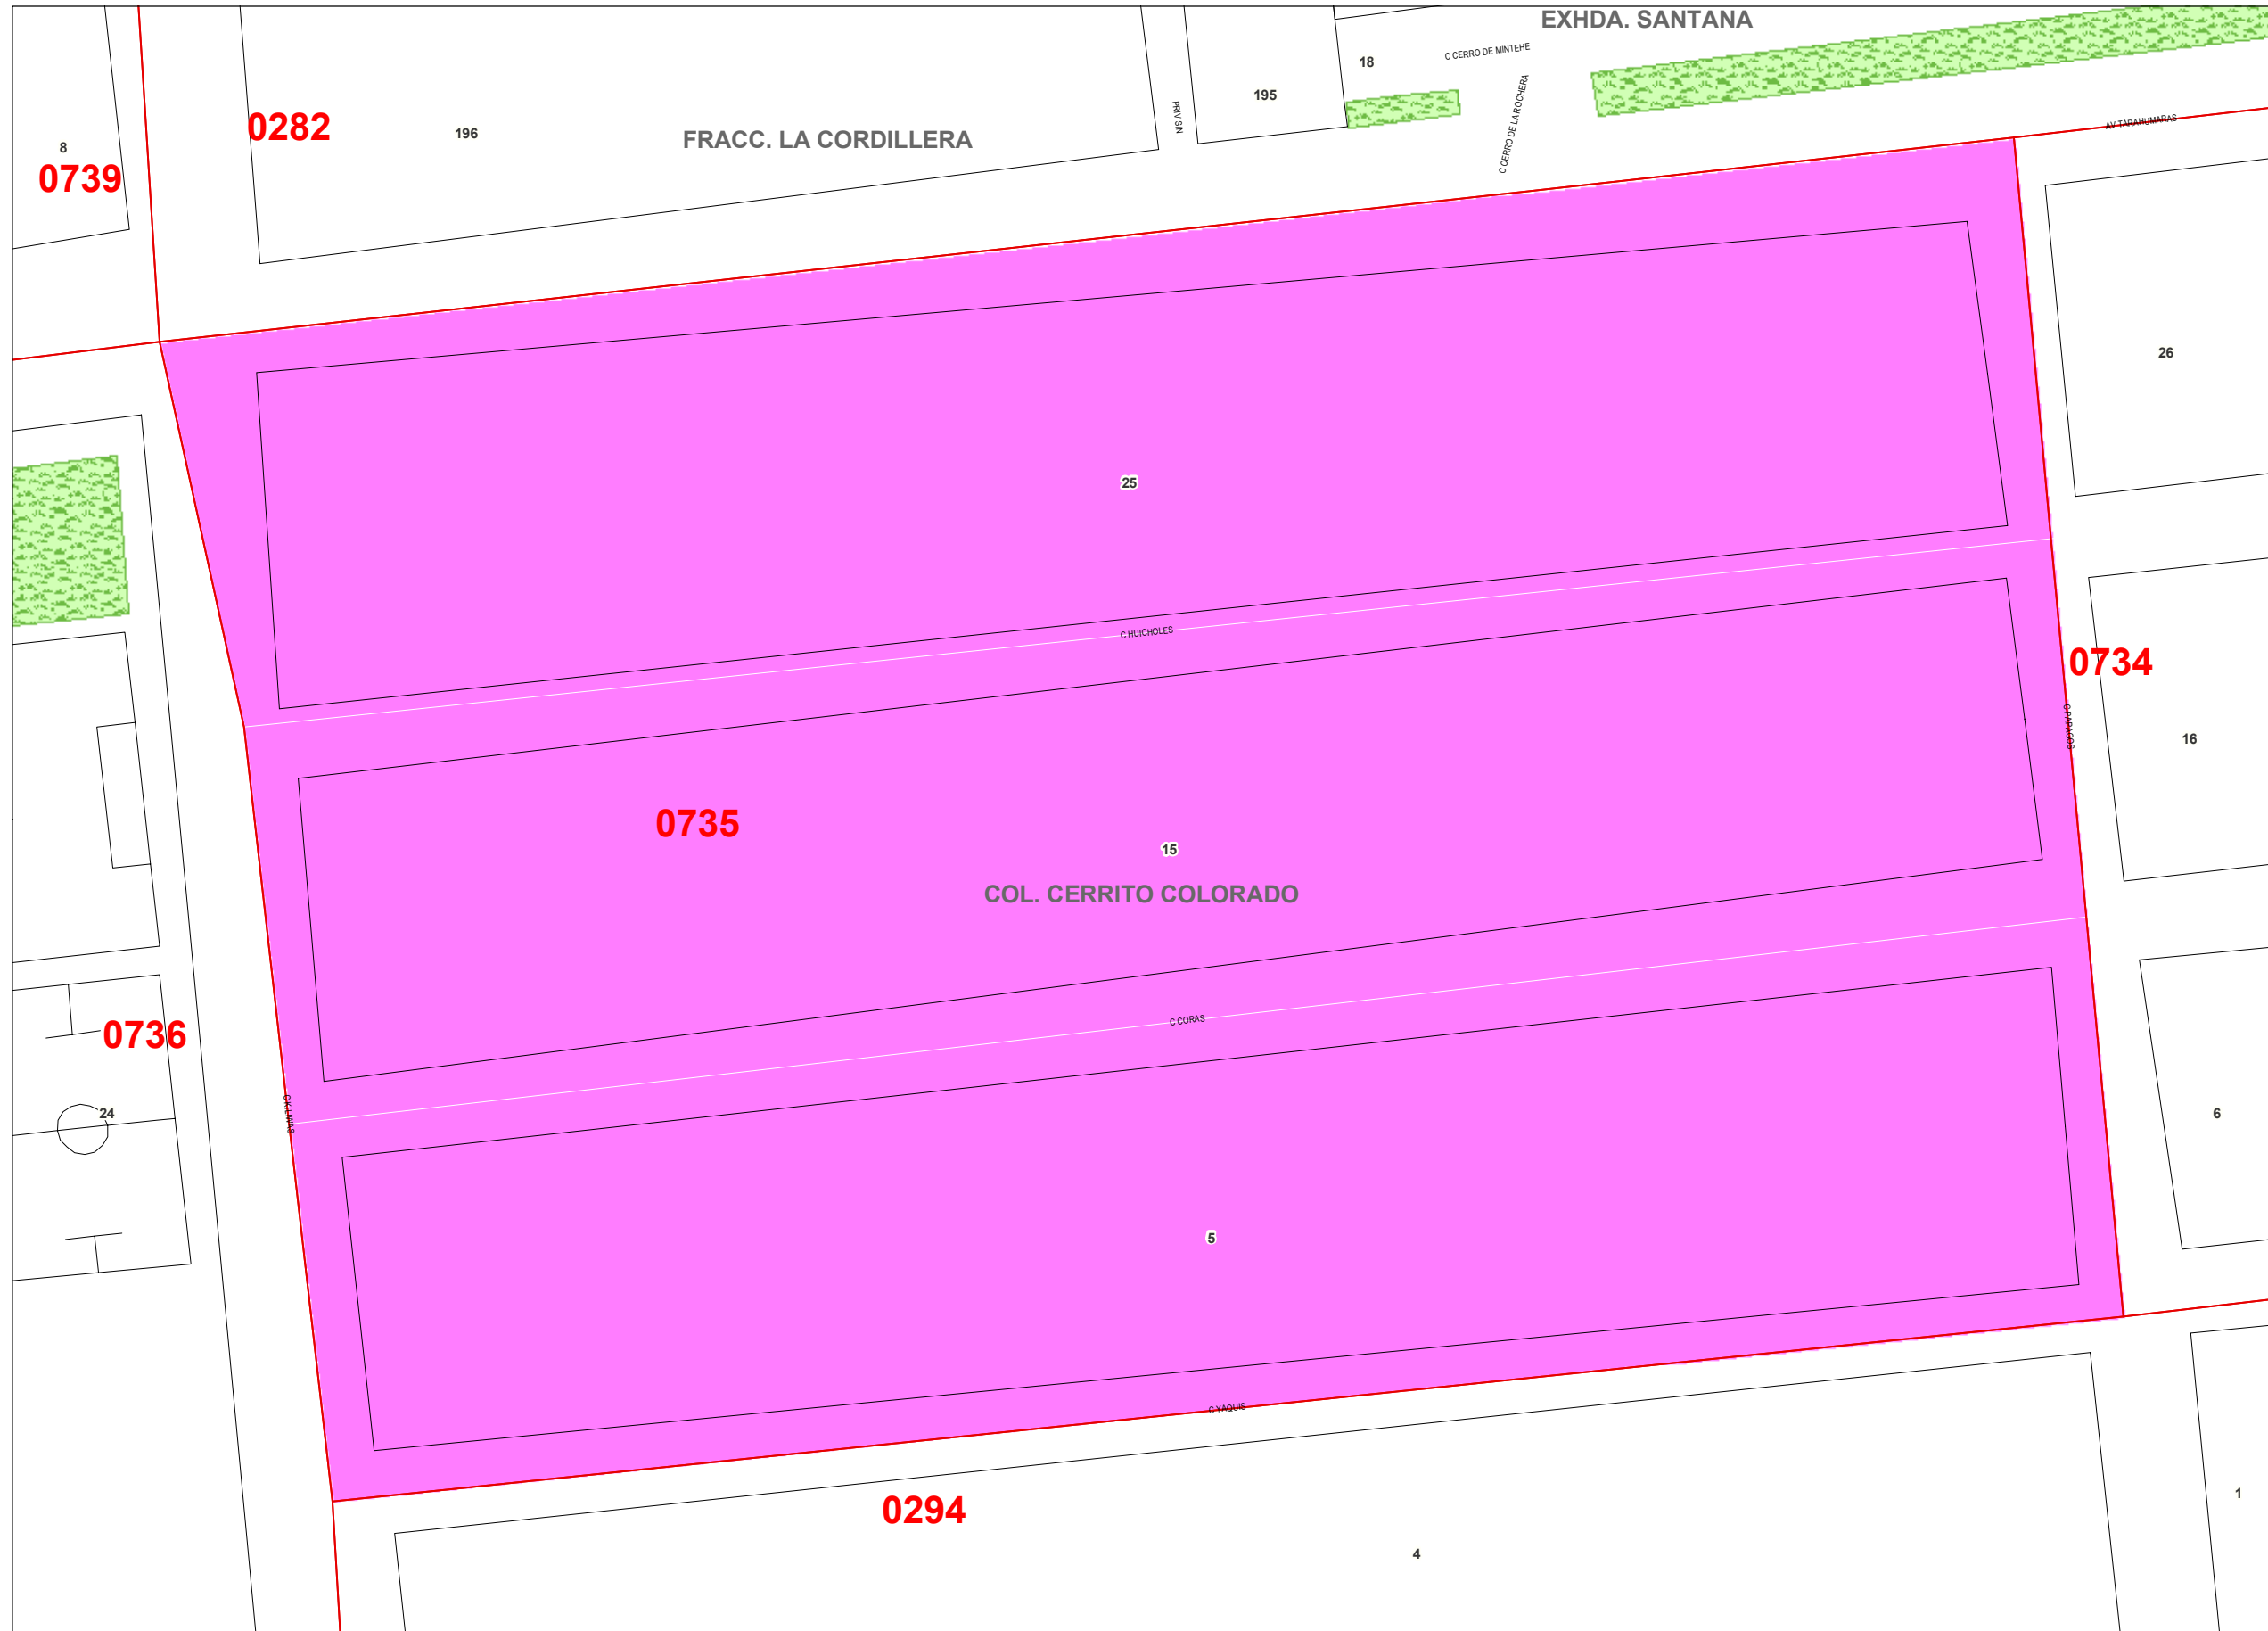 EXHDA. SANTANA
C CERRO DE MINTEHE
18
195
C CERRO DE LA ROCHERA
PRIV S/N
AV TARAHUMARAS
0282
196
FRACC. LA CORDILLERA
8
0739
26
25
C HUICHOLES
0734
C PAPAGOS
16
0735
15
COL. CERRITO COLORADO
C CORAS
0736
24
C KILIWAS
6
5
C YAQUIS
0294
1
4